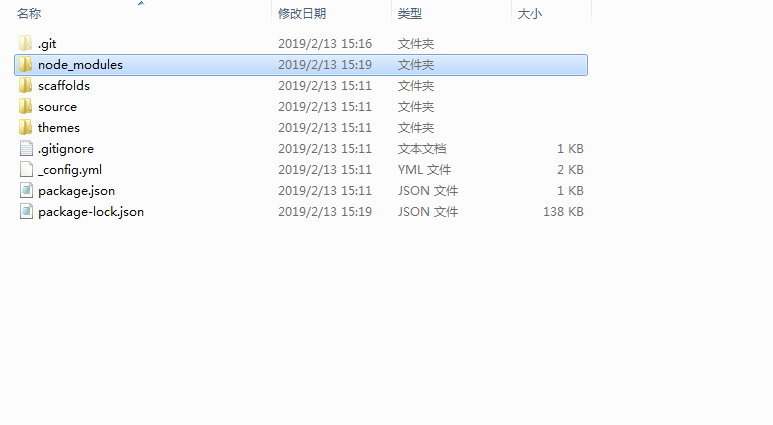 名称 修改日期 类型 大小
.git 2019/2/13 15:16 文件夹
node_modules 2019/2/13 15:19 文件夹
scaffolds 2019/2/13 15:11 文件夹
source 2019/2/13 15:11 文件夹
themes 2019/2/13 15:11 文件夹
.gitignore 2019/2/13 15:11 文本文档 1 KB
_config.yml 2019/2/13 15:11 YML 文件 2 KB
package.json 2019/2/13 15:11 JSON 文件 1 KB
package-lock.json 2019/2/13 15:19 JSON 文件 138 KB